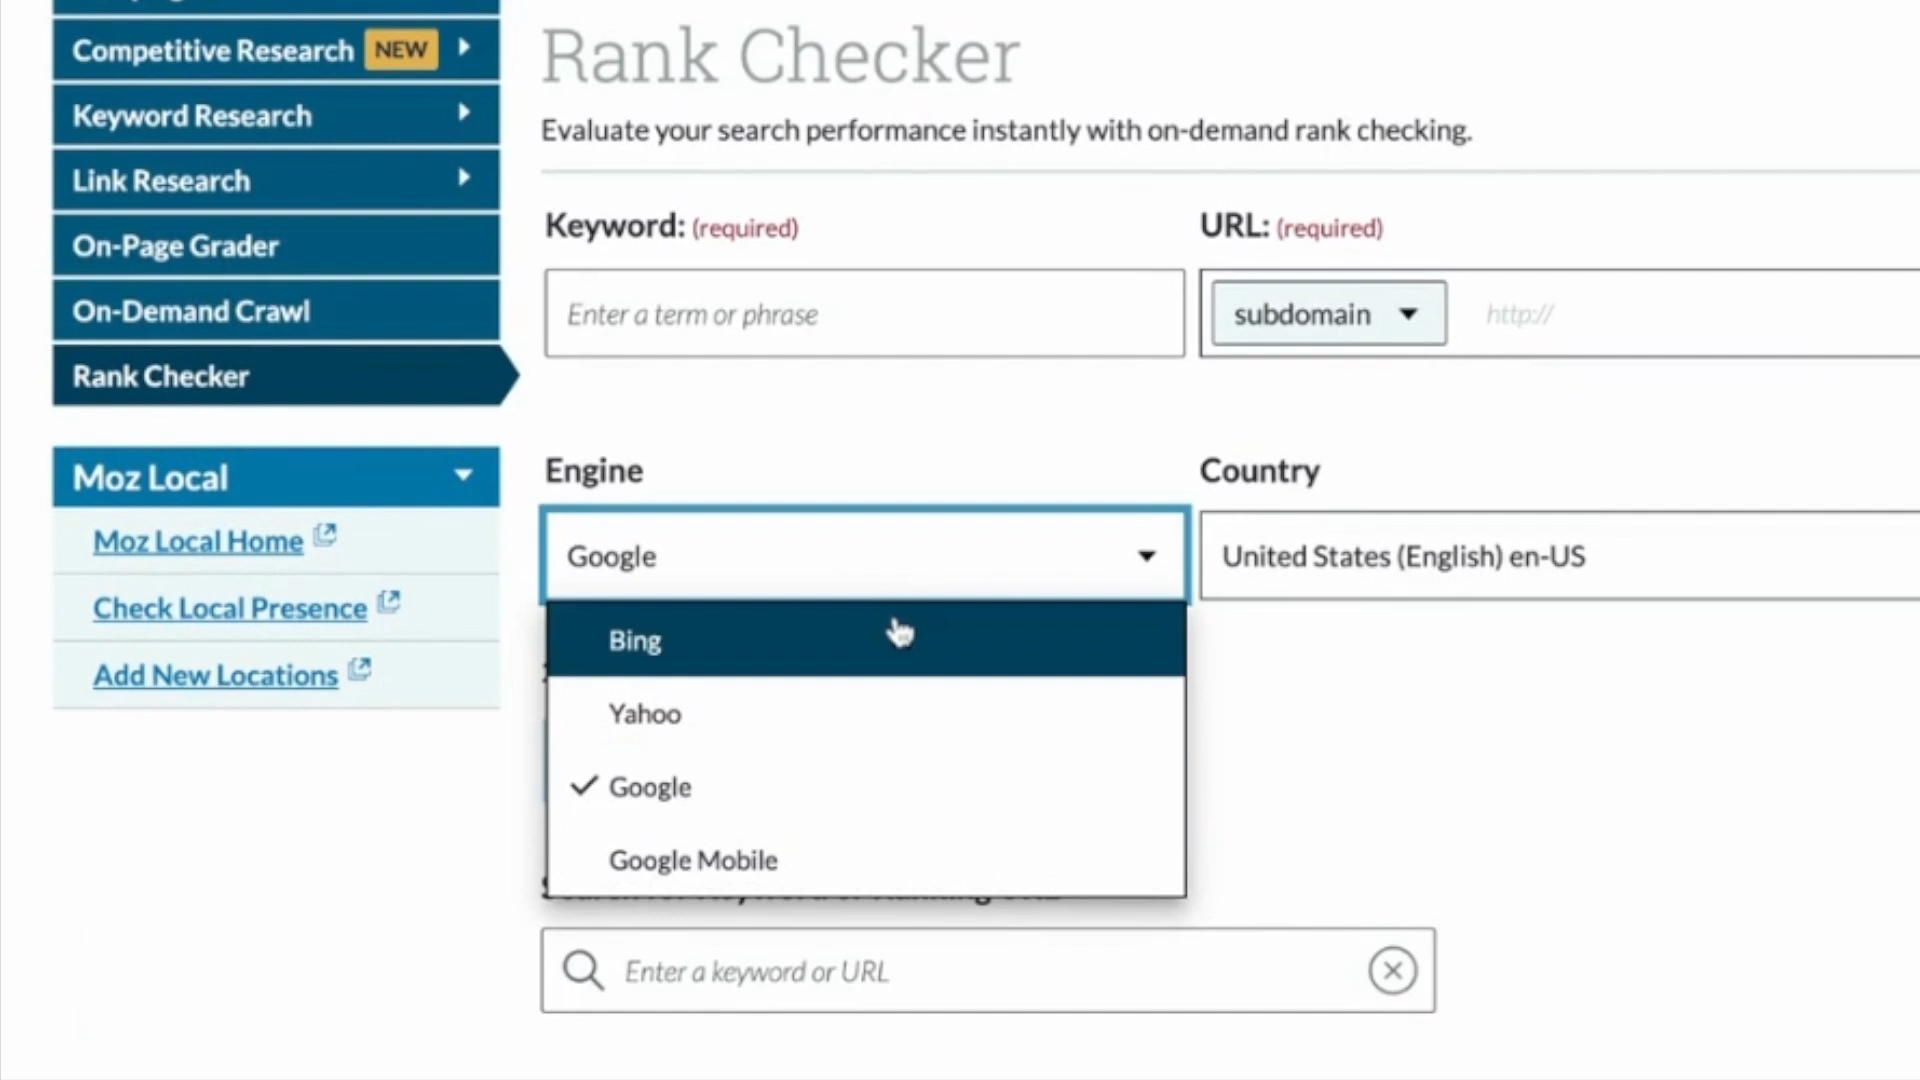 Competitive Research NEW
Keyword Research
Link Research
On-Page Grader
On-Demand Crawl
Rank Checker
Moz Local
Moz Local Home
Check Local Presence
Add New Locations
Rank Checker
Evaluate your search performance instantly with on-demand rank checking.
Keyword: (required)
Enter a term or phrase
URL: (required)
subdomain
http://
Engine
Google
Bing
Yahoo
Google
Google Mobile
Country
United States (English) en-US
Enter a keyword or URL